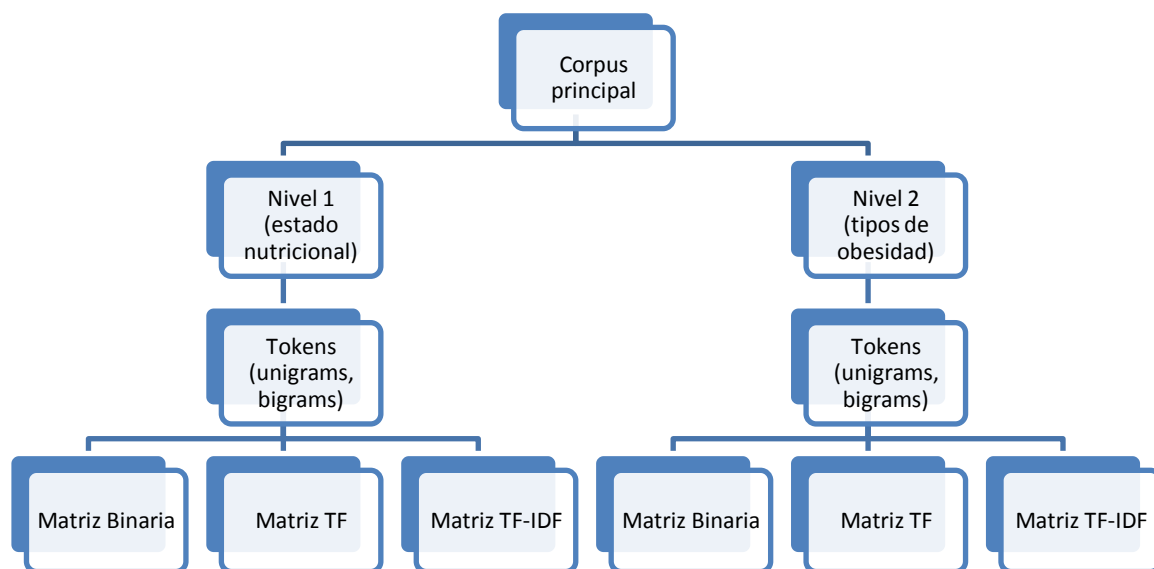 Corpus
principal
Nivel 1
(estado
nutricional)
Nivel 2
(tipos de
obesidad)
Tokens
(unigrams,
bigrams)
Tokens
(unigrams,
bigrams)
Matriz Binaria
Matriz TF
Matriz TF-IDF
Matriz Binaria
Matriz TF
Matriz TF-IDF